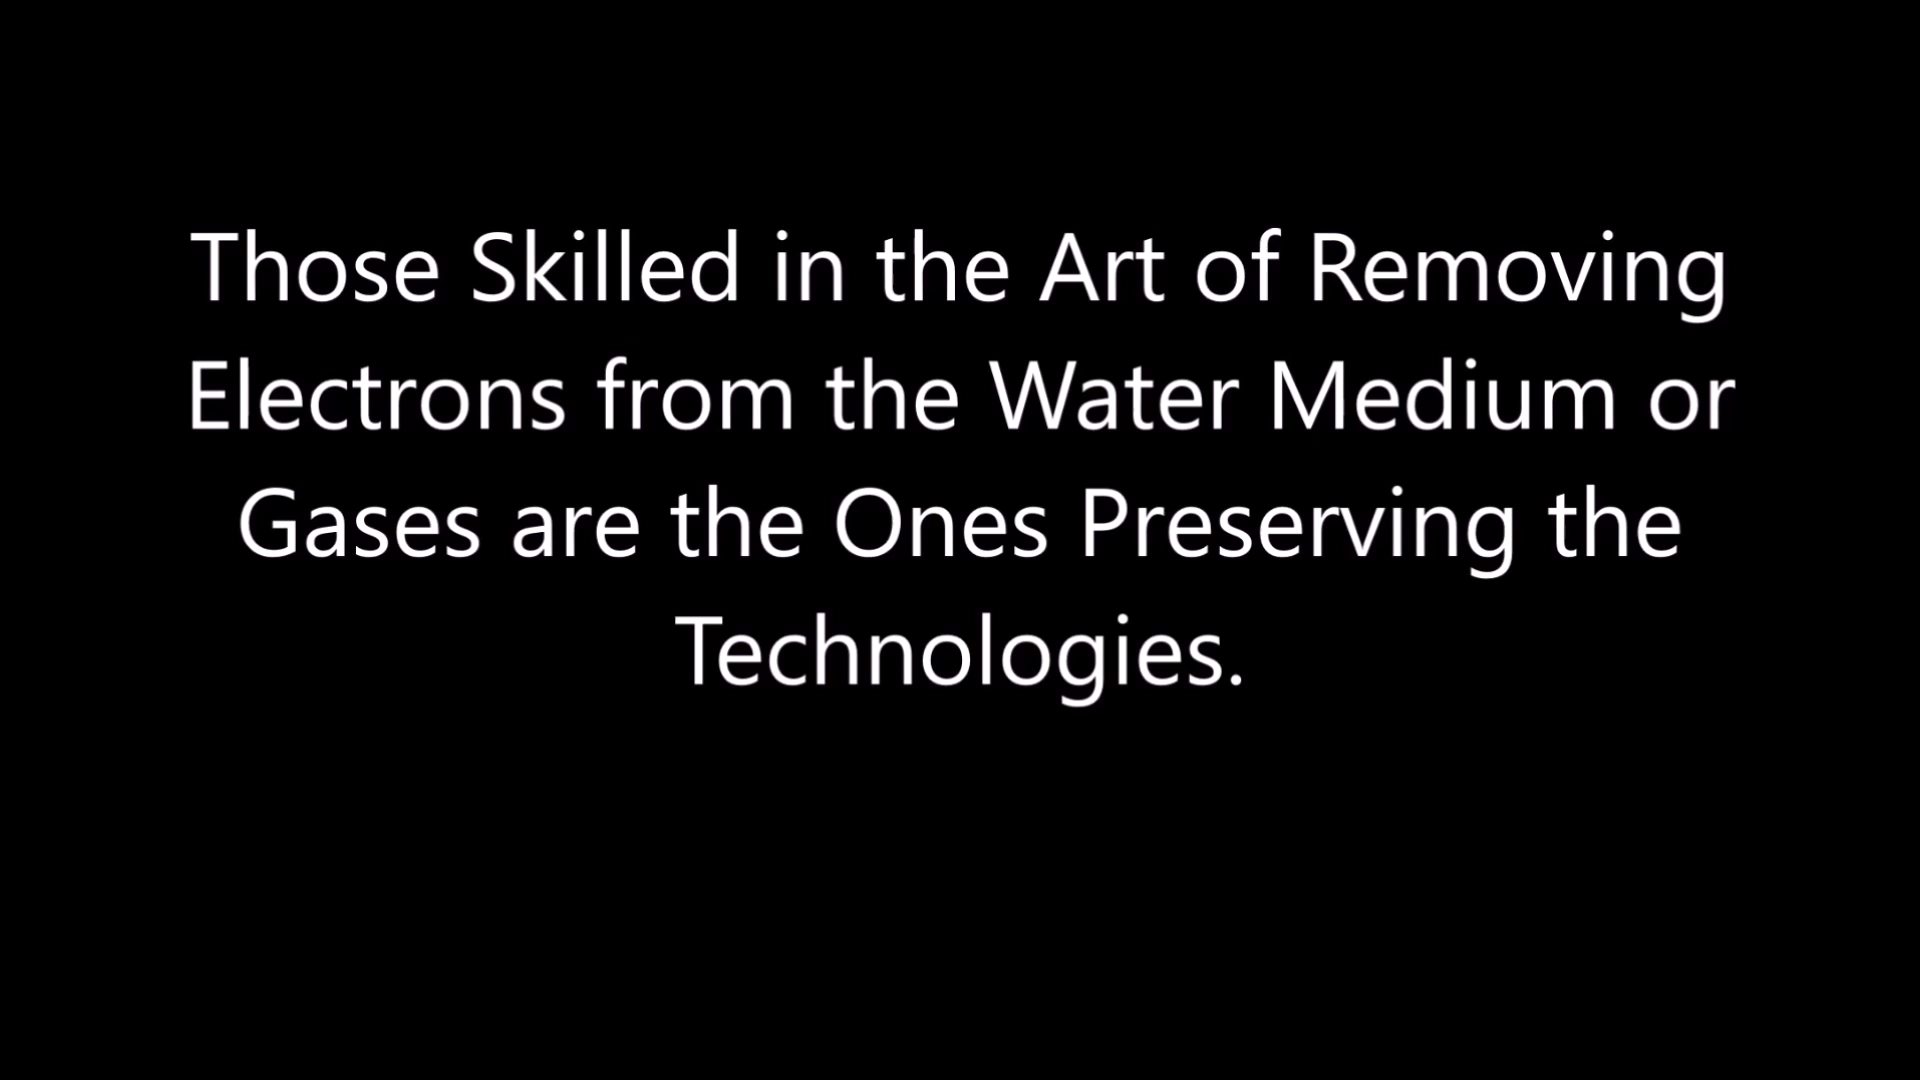 Those Skilled in the Art of Removing
Electrons from the Water Medium or
Gases are the Ones Preserving the
Technologies.